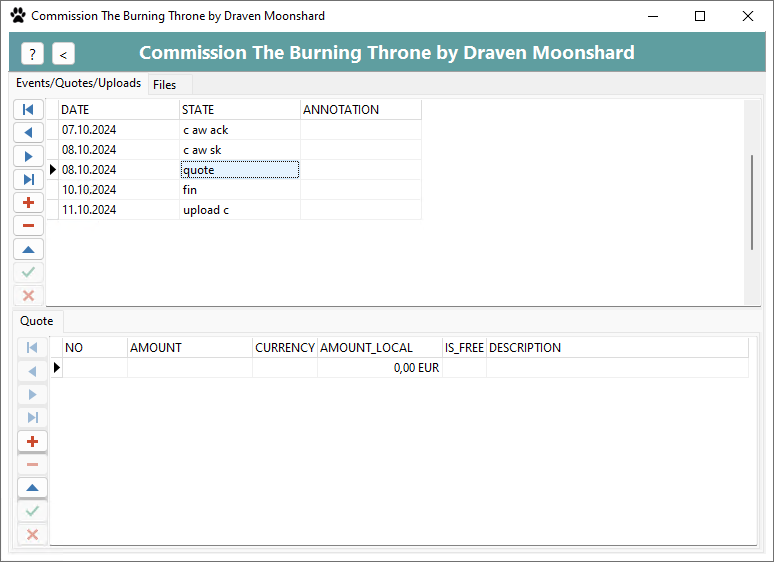 Commission The Burning Throne by Draven Moonshard
? < Commission The Burning Throne by Draven Moonshard
Events/Quotes/Uploads Files
DATE STATE ANNOTATION
07.10.2024 c aw ack
08.10.2024 c aw sk
08.10.2024 quote
10.10.2024 fin
11.10.2024 upload c
Quote
NO AMOUNT CURRENCY AMOUNT_LOCAL IS_FREE DESCRIPTION
0,00 EUR